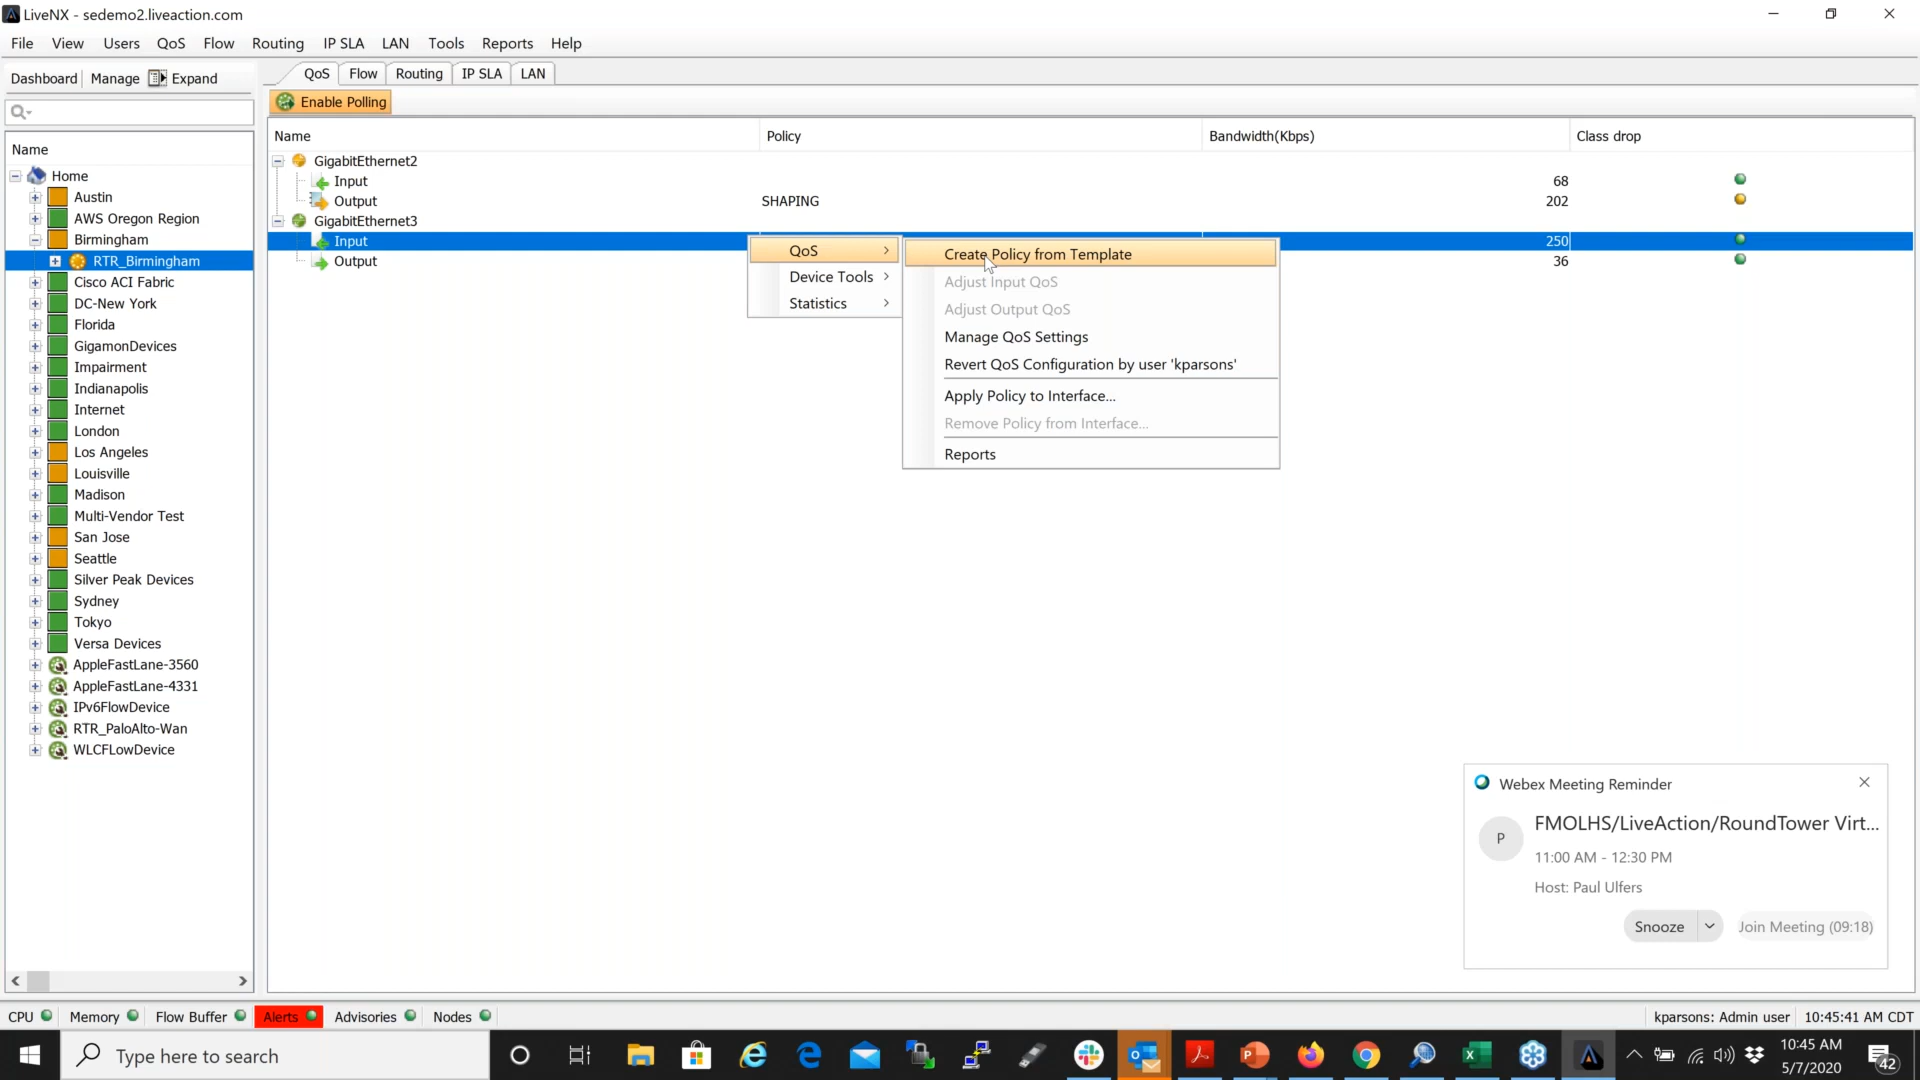 LiveNX - sedemo2.liveaction.com
File View Users QoS Flow Routing IP SLA LAN Tools Reports Help
Dashboard Manage Expand
QoS Flow Routing IP SLA LAN
Enable Polling
Name
Home
Austin
AWS Oregon Region
Birmingham
RTR_Birmingham
Cisco ACI Fabric
DC-New York
Florida
GigamonDevices
Impairment
Indianapolis
Internet
London
Los Angeles
Louisville
Madison
Multi-Vendor Test
San Jose
Seattle
Silver Peak Devices
Sydney
Tokyo
Versa Devices
AppleFastLane-3560
AppleFastLane-4331
IPv6FlowDevice
RTR_PaloAlto-Wan
WLCFLowDevice
Name Policy Bandwidth(Kbps) Class drop
GigabitEthernet2
Input 68
Output SHAPING 202
GigabitEthernet3
Input 250
Output 36
QoS
Device Tools
Statistics
Create Policy from Template
Adjust Input QoS
Adjust Output QoS
Manage QoS Settings
Revert QoS Configuration by user 'kparsons'
Apply Policy to Interface...
Remove Policy from Interface...
Reports
Webex Meeting Reminder
P
FMOLHS/LiveAction/RoundTower Virt...
11:00 AM - 12:30 PM
Host: Paul Ulfers
Snooze Join Meeting (09:18)
CPU Memory Flow Buffer Alerts Advisories Nodes kparsons: Admin user 10:45:41 AM CDT
Type here to search
10:45 AM
5/7/2020
42